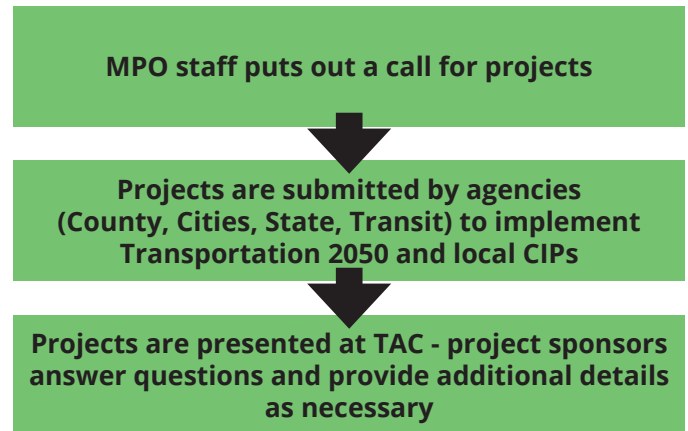 MPO staff puts out a call for projects
Projects are submitted by agencies
(County, Cities, State, Transit) to implement
Transportation 2050 and local CIPs
Projects are presented at TAC - project sponsors
answer questions and provide additional details
as necessary